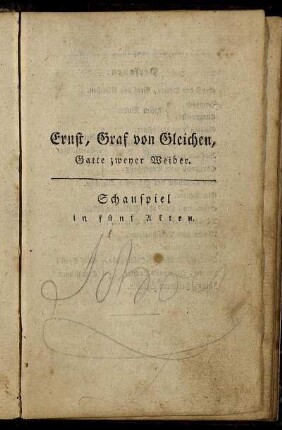 Ernst, Graf von Gleichen,
Gatte zweyer Weiber.
Schauspiel
in fünf Akten.